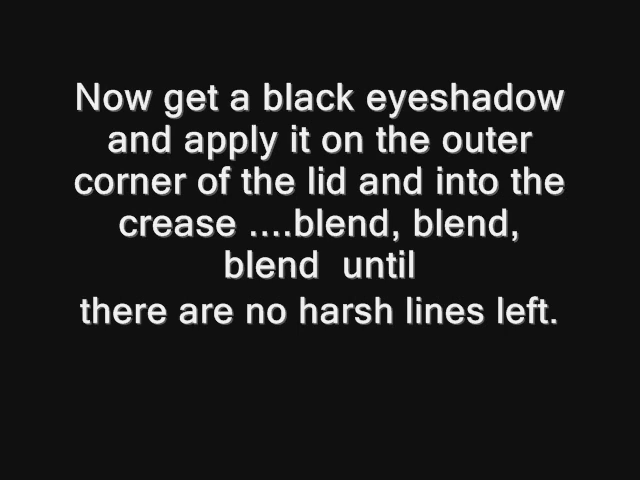 Now get a black eyeshadow
and apply it on the outer
corner of the lid and into the
crease ....blend, blend,
blend  until
there are no harsh lines left.